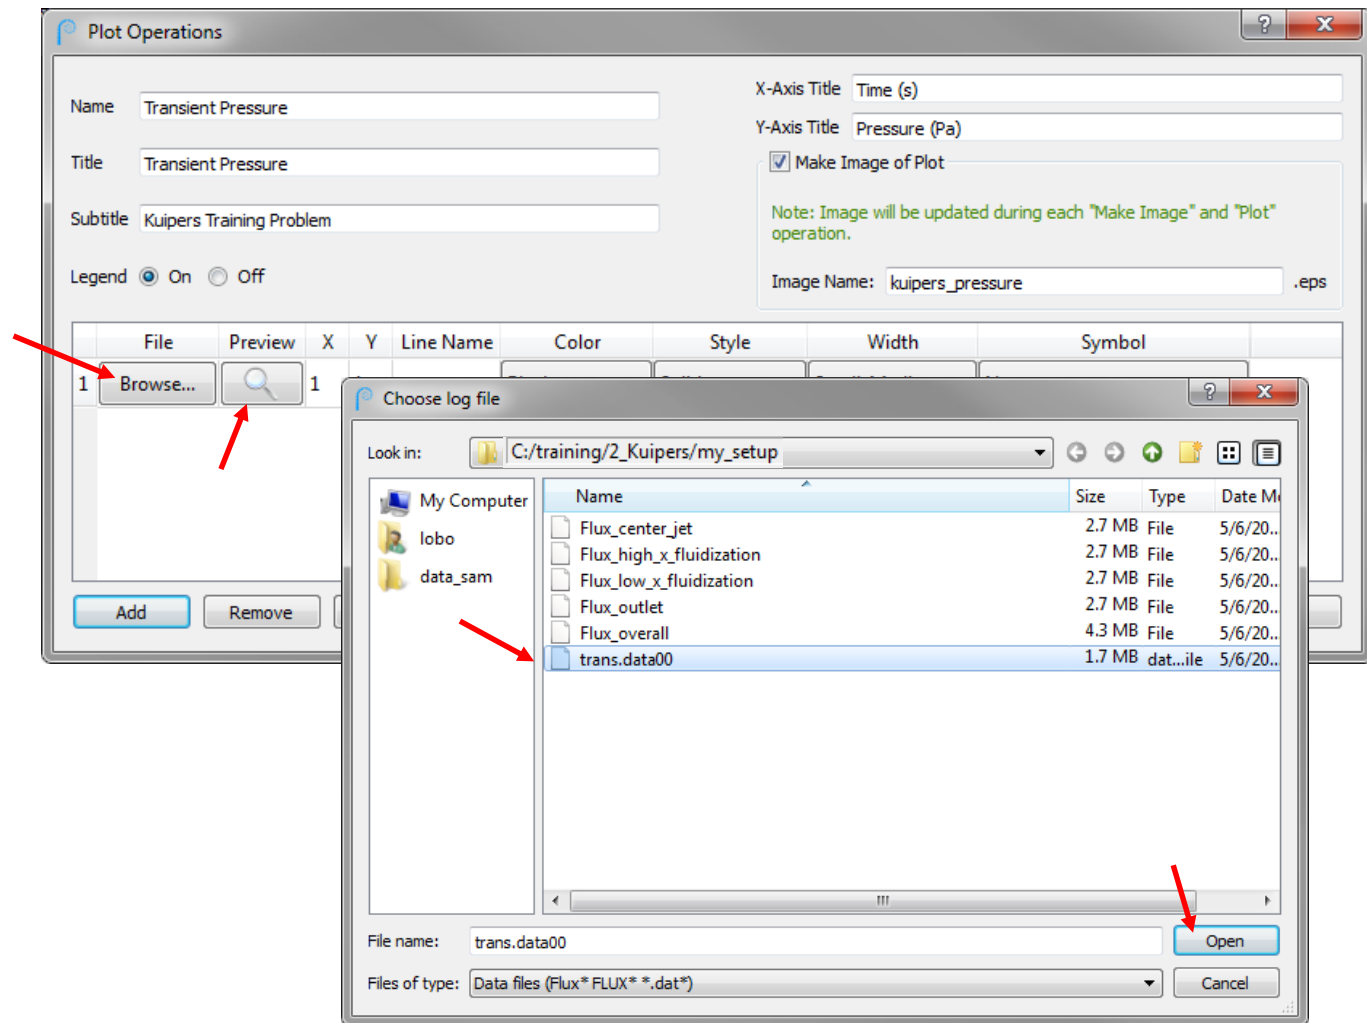 Plot Operations
Name Transient Pressure
Title Transient Pressure
Subtitle Kuipers Training Problem
Legend On Off
X-Axis Title Time (s)
Y-Axis Title Pressure (Pa)
Make Image of Plot
Note: Image will be updated during each "Make Image" and "Plot"
operation.
Image Name: kuipers_pressure .eps
File Preview X Y Line Name Color Style Width Symbol
1 Browse... 1
Add Remove
Choose log file
Look in: C:/training/2_Kuipers/my_setup
My Computer
lobo
data_sam
Name Size Type Date Mo
Flux_center_jet 2.7 MB File 5/6/20...
Flux_high_x_fluidization 2.7 MB File 5/6/20...
Flux_low_x_fluidization 2.7 MB File 5/6/20...
Flux_outlet 2.7 MB File 5/6/20...
Flux_overall 4.3 MB File 5/6/20...
trans.data00 1.7 MB dat...ile 5/6/20...
File name: trans.data00 Open
Files of type: Data files (Flux* FLUX* *.dat*) Cancel